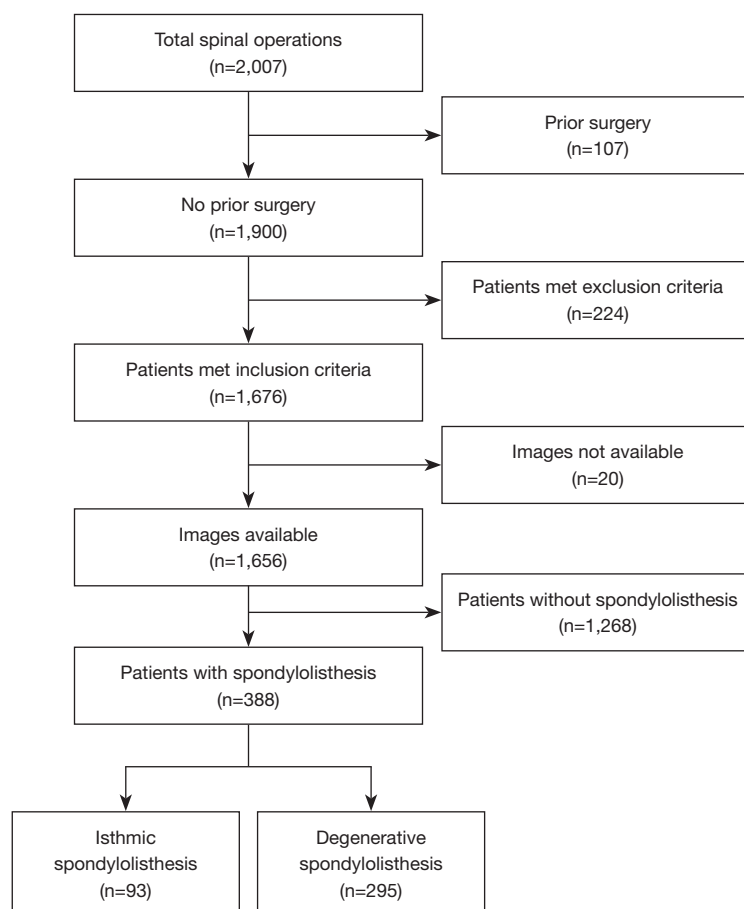 Total spinal operations
(n=2,007)
Prior surgery
(n=107)
No prior surgery
(n=1,900)
Patients met exclusion criteria
(n=224)
Patients met inclusion criteria
(n=1,676)
Images not available
(n=20)
Images available
(n=1,656)
Patients without spondylolisthesis
(n=1,268)
Patients with spondylolisthesis
(n=388)
Isthmic
spondylolisthesis
(n=93)
Degenerative
spondylolisthesis
(n=295)